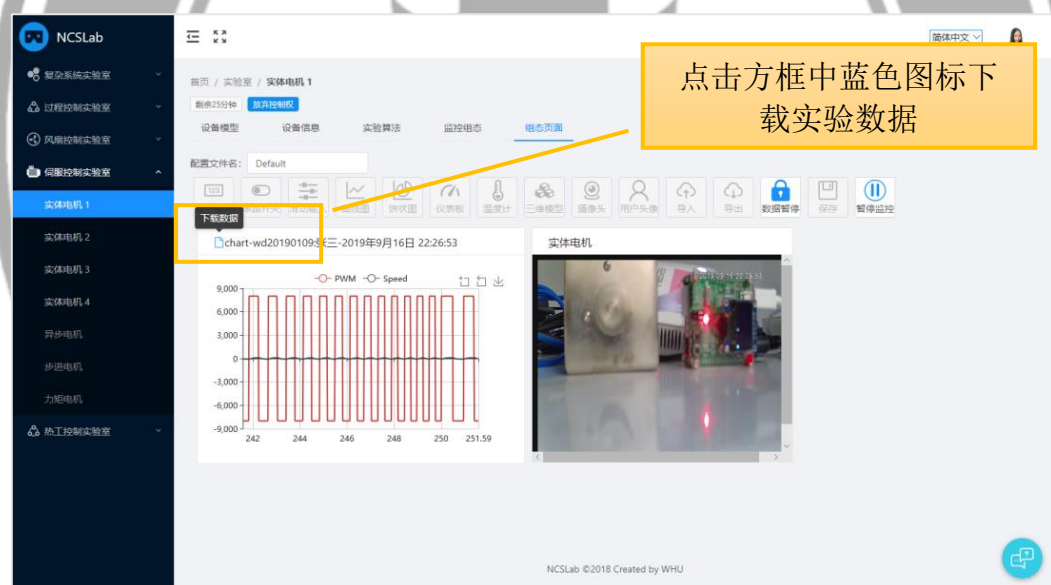 NCSLab
简体中文
复杂系统实验室
过程控制实验室
风扇控制实验室
伺服控制实验室
实体电机 1
实体电机 2
实体电机 3
实体电机 4
异步电机
步进电机
力矩电机
热工控制实验室
首页 / 实验室 / 实体电机 1
剩余25分钟 放弃控制权
设备模型 设备信息 实验算法 监控组态 组态页面
点击方框中蓝色图标下
载实验数据
配置文件名: Default
123
饼状图 仪表板 温度计 三维模型 摄像头 用户头像 导入 导出 数据暂停 保存 暂停监控
下载数据
chart-wd20190109:张三-2019年9月16日 22:26:53
实体电机
PWM Speed
9,000
6,000
3,000
0
-3,000
-6,000
-9,000
242 244 246 248 250 251.59
NCSLab ©2018 Created by WHU